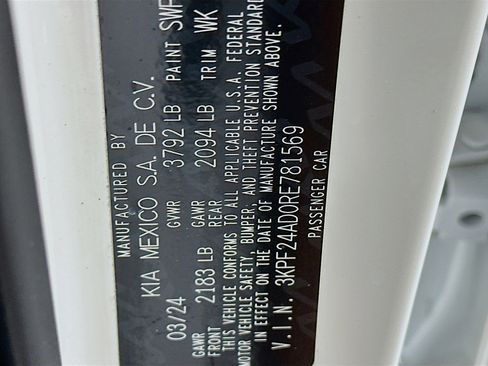 MANUFACTURED BY
KIA MEXICO S.A. DE C.V.
03/24 GVWR 3792 LB PAINT SWP
GAWR FRONT 2183 LB GAWR REAR 2094 LB TRIM WK
THIS VEHICLE CONFORMS TO ALL APPLICABLE U.S.A. FEDERAL
MOTOR VEHICLE SAFETY, BUMPER, AND THEFT PREVENTION STANDARDS
IN EFFECT ON THE DATE OF MANUFACTURE SHOWN ABOVE.
V.I.N. 3KPF24AD0RE781569
PASSENGER CAR